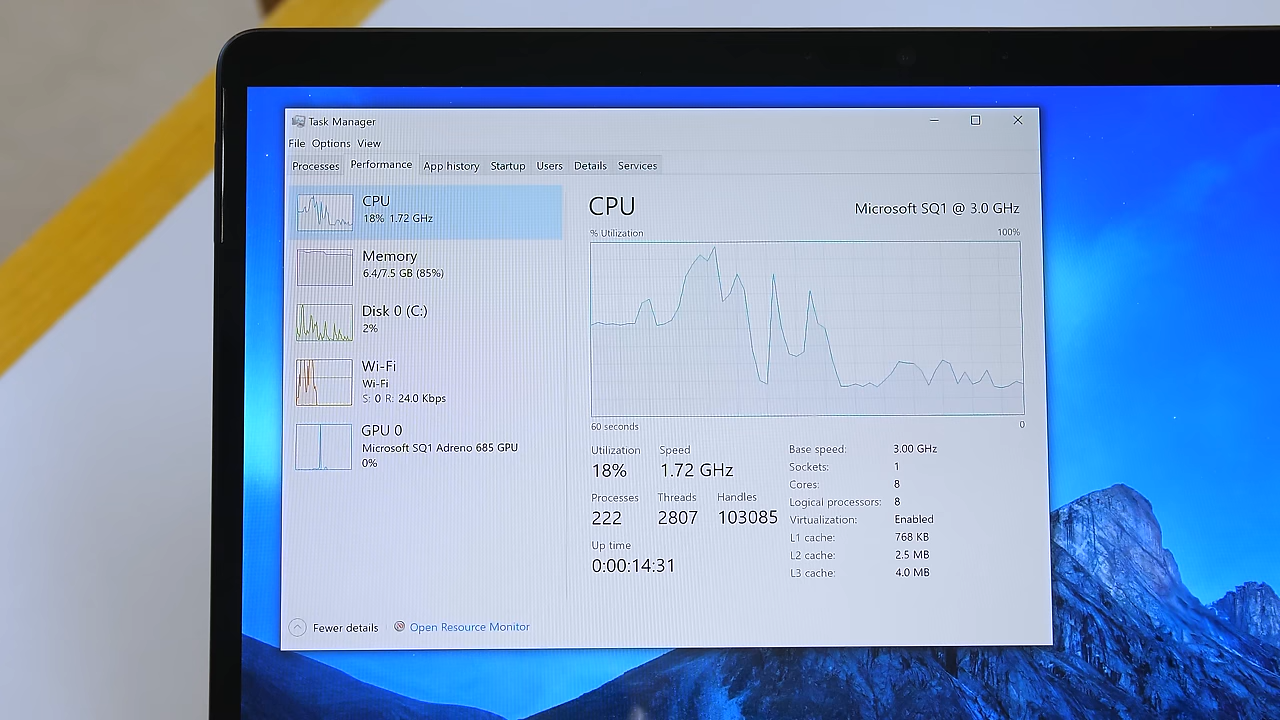 Task Manager
File Options View
Processes Performance App history Startup Users Details Services
CPU
18% 1.72 GHz
Memory
6.4/7.5 GB (85%)
Disk 0 (C:)
2%
Wi-Fi
Wi-Fi
S: 0 R: 24.0 Kbps
GPU 0
Microsoft SQ1 Adreno 685 GPU
0%
CPU Microsoft SQ1 @ 3.0 GHz
% Utilization 100%
60 seconds 0
Utilization Speed
18% 1.72 GHz
Processes Threads Handles
222 2807 103085
Up time
0:00:14:31
Base speed: 3.00 GHz
Sockets: 1
Cores: 8
Logical processors: 8
Virtualization: Enabled
L1 cache: 768 KB
L2 cache: 2.5 MB
L3 cache: 4.0 MB
Fewer details Open Resource Monitor